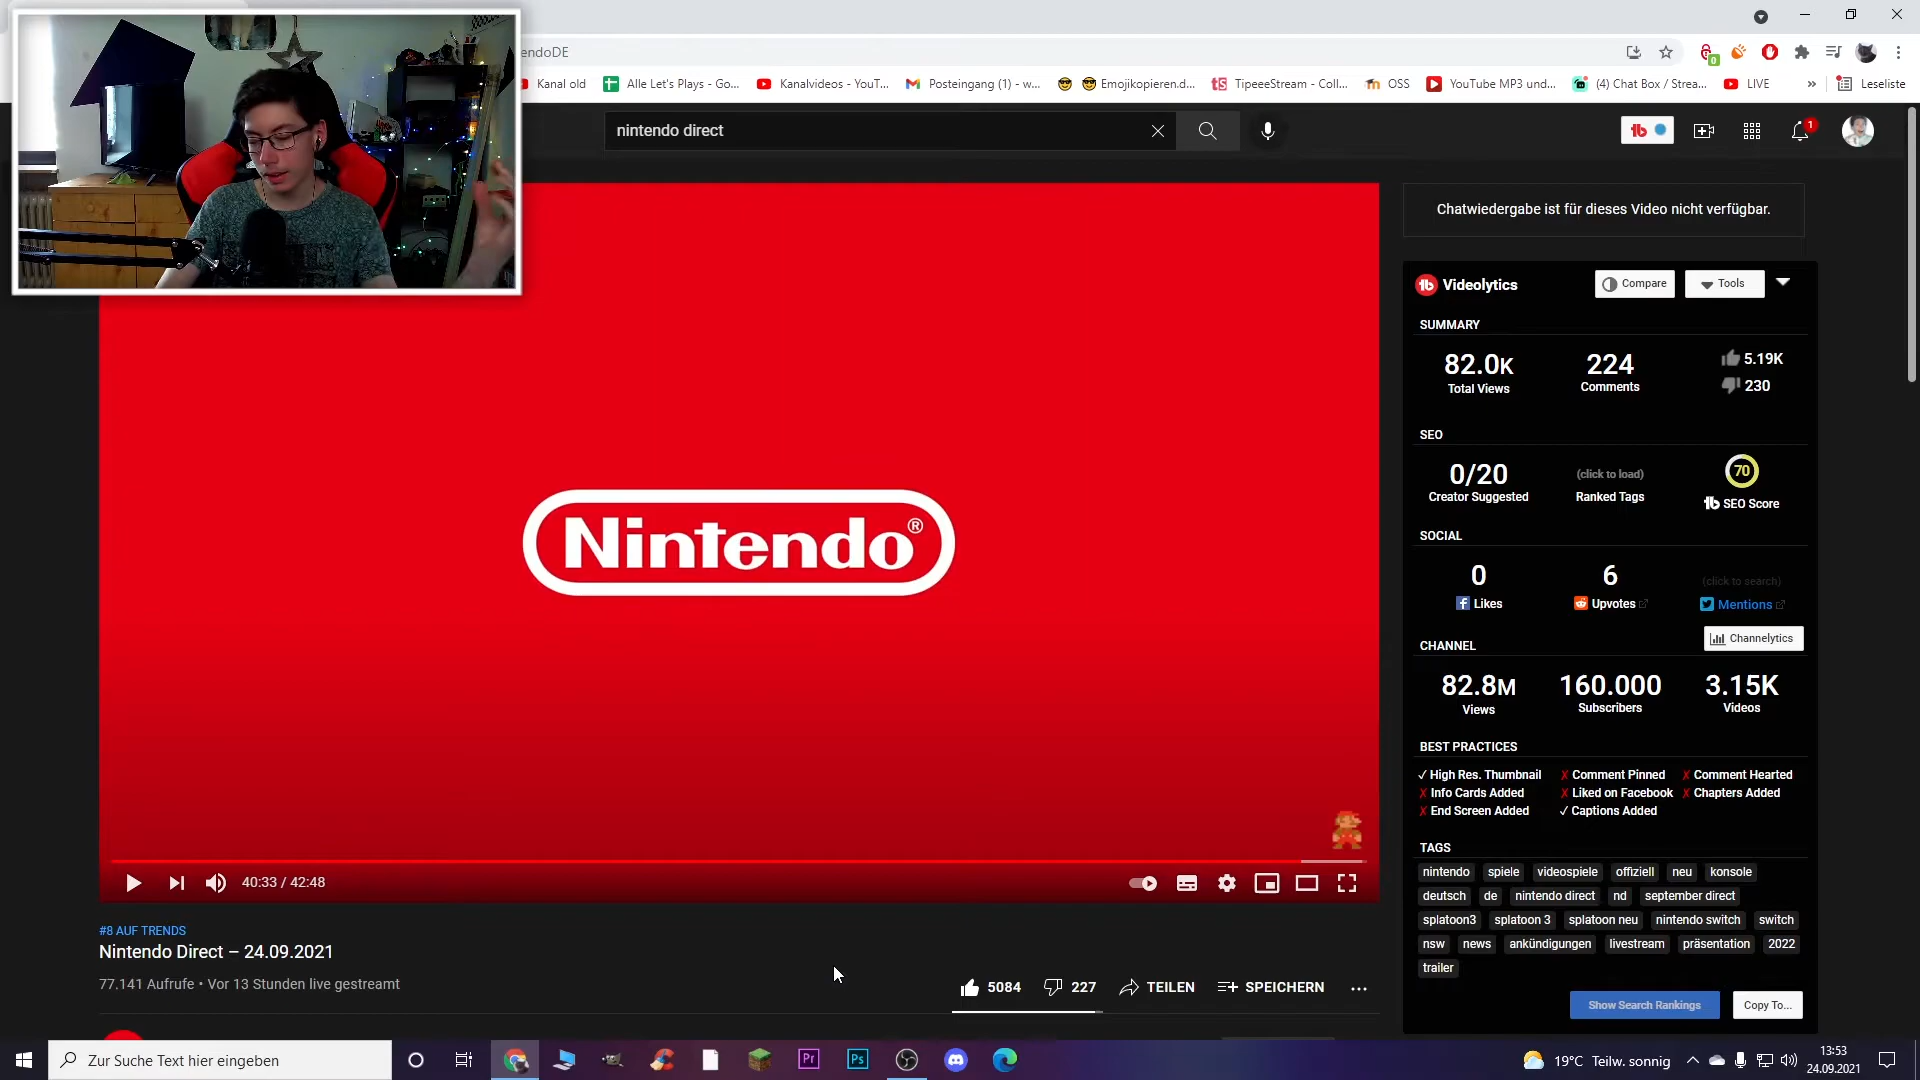 endoDE
Kanal old
Alle Let's Plays - Go...
Kanalvideos - YouT...
Posteingang (1) - w...
Emojikopieren.d...
TipeeeStream - Coll...
OSS
YouTube MP3 und...
(4) Chat Box / Strea...
LIVE
»
Leseliste
0
nintendo direct
1
Chatwiedergabe ist für dieses Video nicht verfügbar.
Videolytics
Compare
Tools
SUMMARY
82.0K
Total Views
224
Comments
5.19K
230
SEO
0/20
Creator Suggested
(click to load)
Ranked Tags
70
SEO Score
SOCIAL
0
Likes
6
Upvotes
(click to search)
Mentions
Channelytics
CHANNEL
82.8M
Views
160.000
Subscribers
3.15K
Videos
BEST PRACTICES
✓ High Res. Thumbnail ✗ Comment Pinned ✗ Comment Hearted
✗ Info Cards Added ✗ Liked on Facebook ✗ Chapters Added
✗ End Screen Added ✓ Captions Added
TAGS
nintendo spiele videospiele offiziell neu konsole
deutsch de nintendo direct nd september direct
splatoon3 splatoon 3 splatoon neu nintendo switch switch
nsw news ankündigungen livestream präsentation 2022
trailer
Show Search Rankings
Copy To...
Nintendo®
40:33 / 42:48
#8 AUF TRENDS
Nintendo Direct – 24.09.2021
77.141 Aufrufe • Vor 13 Stunden live gestreamt
5084
227
TEILEN
SPEICHERN
...
Zur Suche Text hier eingeben
Pr
Ps
19°C Teilw. sonnig
13:53
24.09.2021